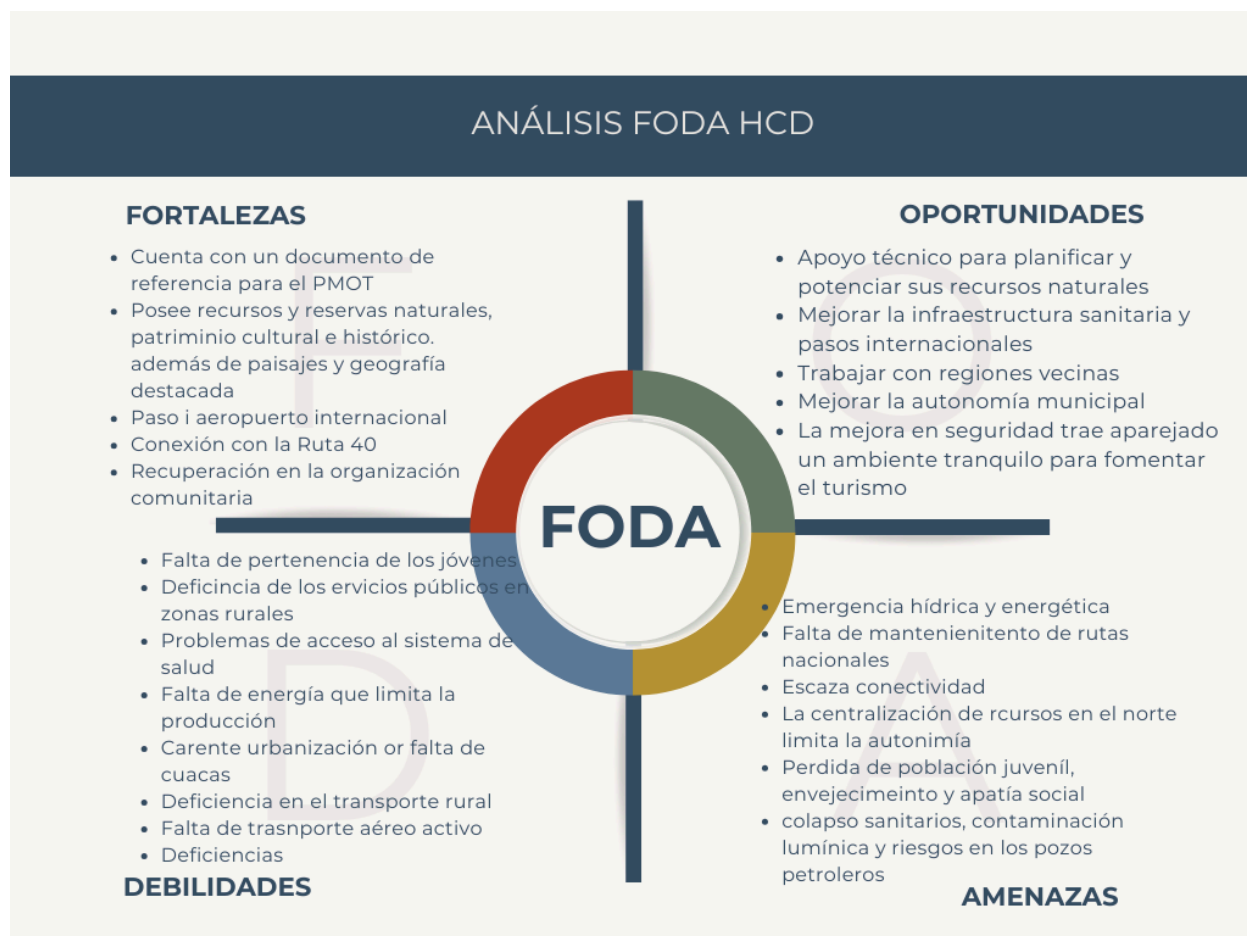 ANÁLISIS FODA HCD
FORTALEZAS
Cuenta con un documento de
referencia para el PMOT
Posee recursos y reservas naturales,
patriminio cultural e histórico.
además de paisajes y geografía
destacada
Paso i aeropuerto internacional
Conexión con la Ruta 40
Recuperación en la organización
comunitaria
OPORTUNIDADES
Apoyo técnico para planificar y
potenciar sus recursos naturales
Mejorar la infraestructura sanitaria y
pasos internacionales
Trabajar con regiones vecinas
Mejorar la autonomía municipal
La mejora en seguridad trae aparejado
un ambiente tranquilo para fomentar
el turismo
F
O
FODA
Falta de pertenencia de los jóvenes
Deficincia de los ervicios públicos en
zonas rurales
Problemas de acceso al sistema de
salud
Falta de energía que limita la
producción
Carente urbanización or falta de
cuacas
Deficiencia en el transporte rural
Falta de trasnporte aéreo activo
Deficiencias
DEBILIDADES
D
Emergencia hídrica y energética
Falta de mantenienitento de rutas
nacionales
Escaza conectividad
La centralización de rcursos en el norte
limita la autonimía
Perdida de población juveníl,
envejecimeinto y apatía social
colapso sanitarios, contaminación
lumínica y riesgos en los pozos
petroleros
AMENAZAS
A